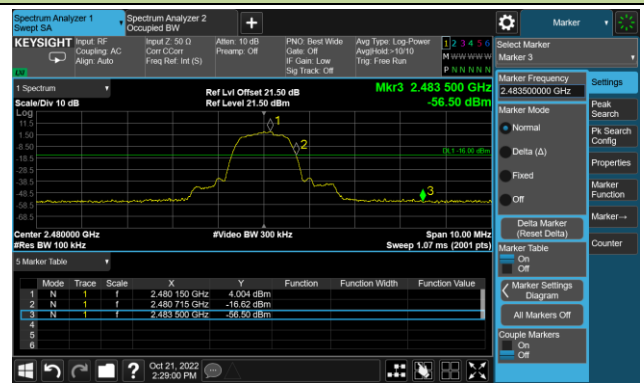 Spectrum Analyzer 1
Swept SA
Spectrum Analyzer 2
Occupied BW
Marker
KEYSIGHT
Input: RF
Coupling: AC
Align: Auto
Input Z: 50 Ω
Corr CCorr
Freq Ref: Int (S)
Atten: 10 dB
Preamp: Off
PNO: Best Wide
Gate: Off
IF Gain: Low
Sig Track: Off
Avg Type: Log-Power
Avg|Hold:>10/10
Trig: Free Run
1 2 3 4 5 6
M W W W W W
P N N N N N
Select Marker
Marker 3
LW
1 Spectrum
Scale/Div 10 dB
Ref Lvl Offset 21.50 dB
Ref Level 21.50 dBm
Mkr3 2.483 500 GHz
-56.50 dBm
Log
11.5
1.50
-8.50
-18.5
-28.5
-38.5
-48.5
-58.5
-68.5
1
2
3
DL1 -16.00 dBm
Center 2.480000 GHz
#Res BW 100 kHz
#Video BW 300 kHz
Span 10.00 MHz
Sweep 1.07 ms (2001 pts)
5 Marker Table
Mode Trace Scale X Y Function Function Width Function Value
1 N 1 f 2.480 150 GHz 4.004 dBm
2 N 1 f 2.480 715 GHz -16.62 dBm
3 N 1 f 2.483 500 GHz -56.50 dBm
4
5
6
Marker Frequency
2.483500000 GHz
Marker Mode
Normal
Delta (Δ)
Fixed
Off
Delta Marker
(Reset Delta)
Marker Table
On
Off
Marker Settings
Diagram
All Markers Off
Couple Markers
On
Off
Settings
Peak
Search
Pk Search
Config
Properties
Marker
Function
Marker→
Counter
Oct 21, 2022
2:29:00 PM